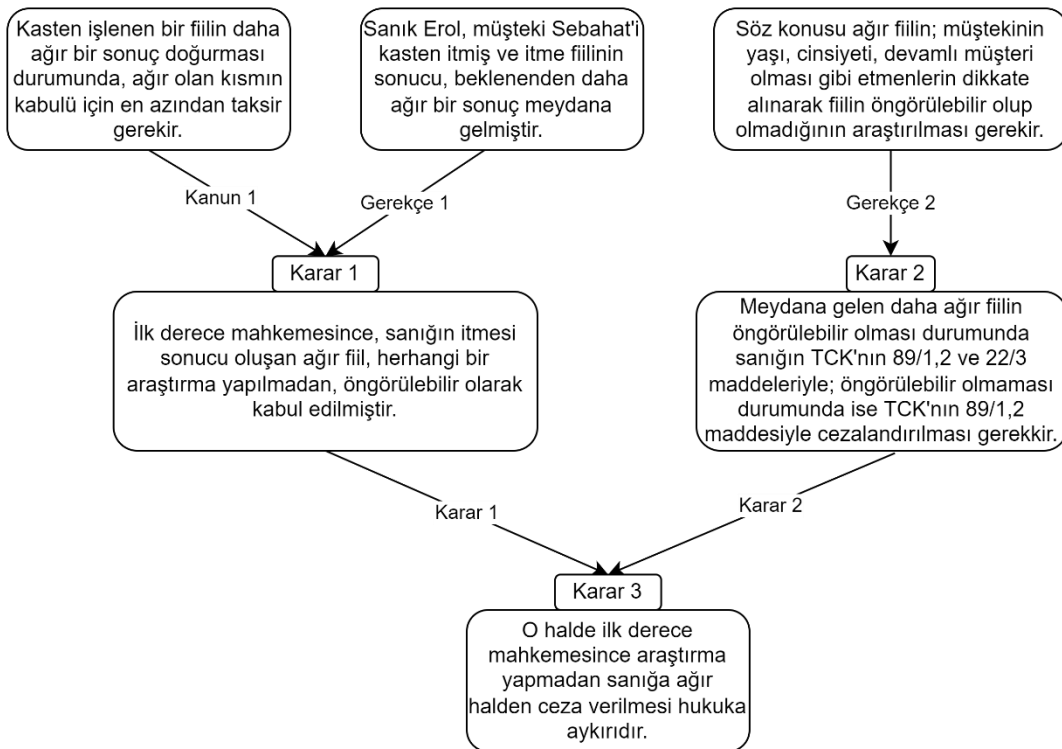 Kasten işlenen bir fiilin daha
ağır bir sonuç doğurması
durumunda, ağır olan kısmın
kabulü için en azından taksir
gerekir.
Sanık Erol, müşteki Sebahat'i
kasten itmiş ve itme fiilinin
sonucu, beklenenden daha
ağır bir sonuç meydana
gelmiştir.
Söz konusu ağır fiilin; müştekinin
yaşı, cinsiyeti, devamlı müşteri
olması gibi etmenlerin dikkate
alınarak fiilin öngörülebilir olup
olmadığının araştırılması gerekir.
Kanun 1
Gerekçe 1
Gerekçe 2
Karar 1
Karar 2
İlk derece mahkemesince, sanığın itmesi
sonucu oluşan ağır fiil, herhangi bir
araştırma yapılmadan, öngörülebilir olarak
kabul edilmiştir.
Meydana gelen daha ağır fiilin
öngörülebilir olması durumunda
sanığın TCK'nın 89/1,2 ve 22/3
maddeleriyle; öngörülebilir olmaması
durumunda ise TCK'nın 89/1,2
maddesiyle cezalandırılması gerekkir.
Karar 1
Karar 2
Karar 3
O halde ilk derece
mahkemesince araştırma
yapmadan sanığa ağır
halden ceza verilmesi hukuka
aykırıdır.